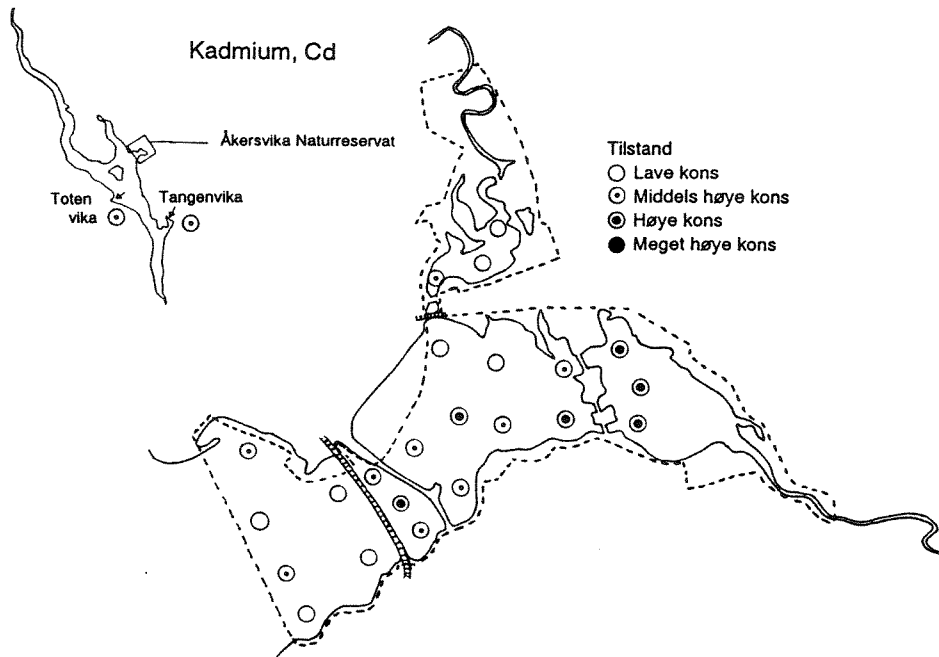 Kadmium, Cd
Åkersvika Naturreservat
Toten
vika
Tangenvika
Tilstand
Lave kons
Middels høye kons
Høye kons
Meget høye kons